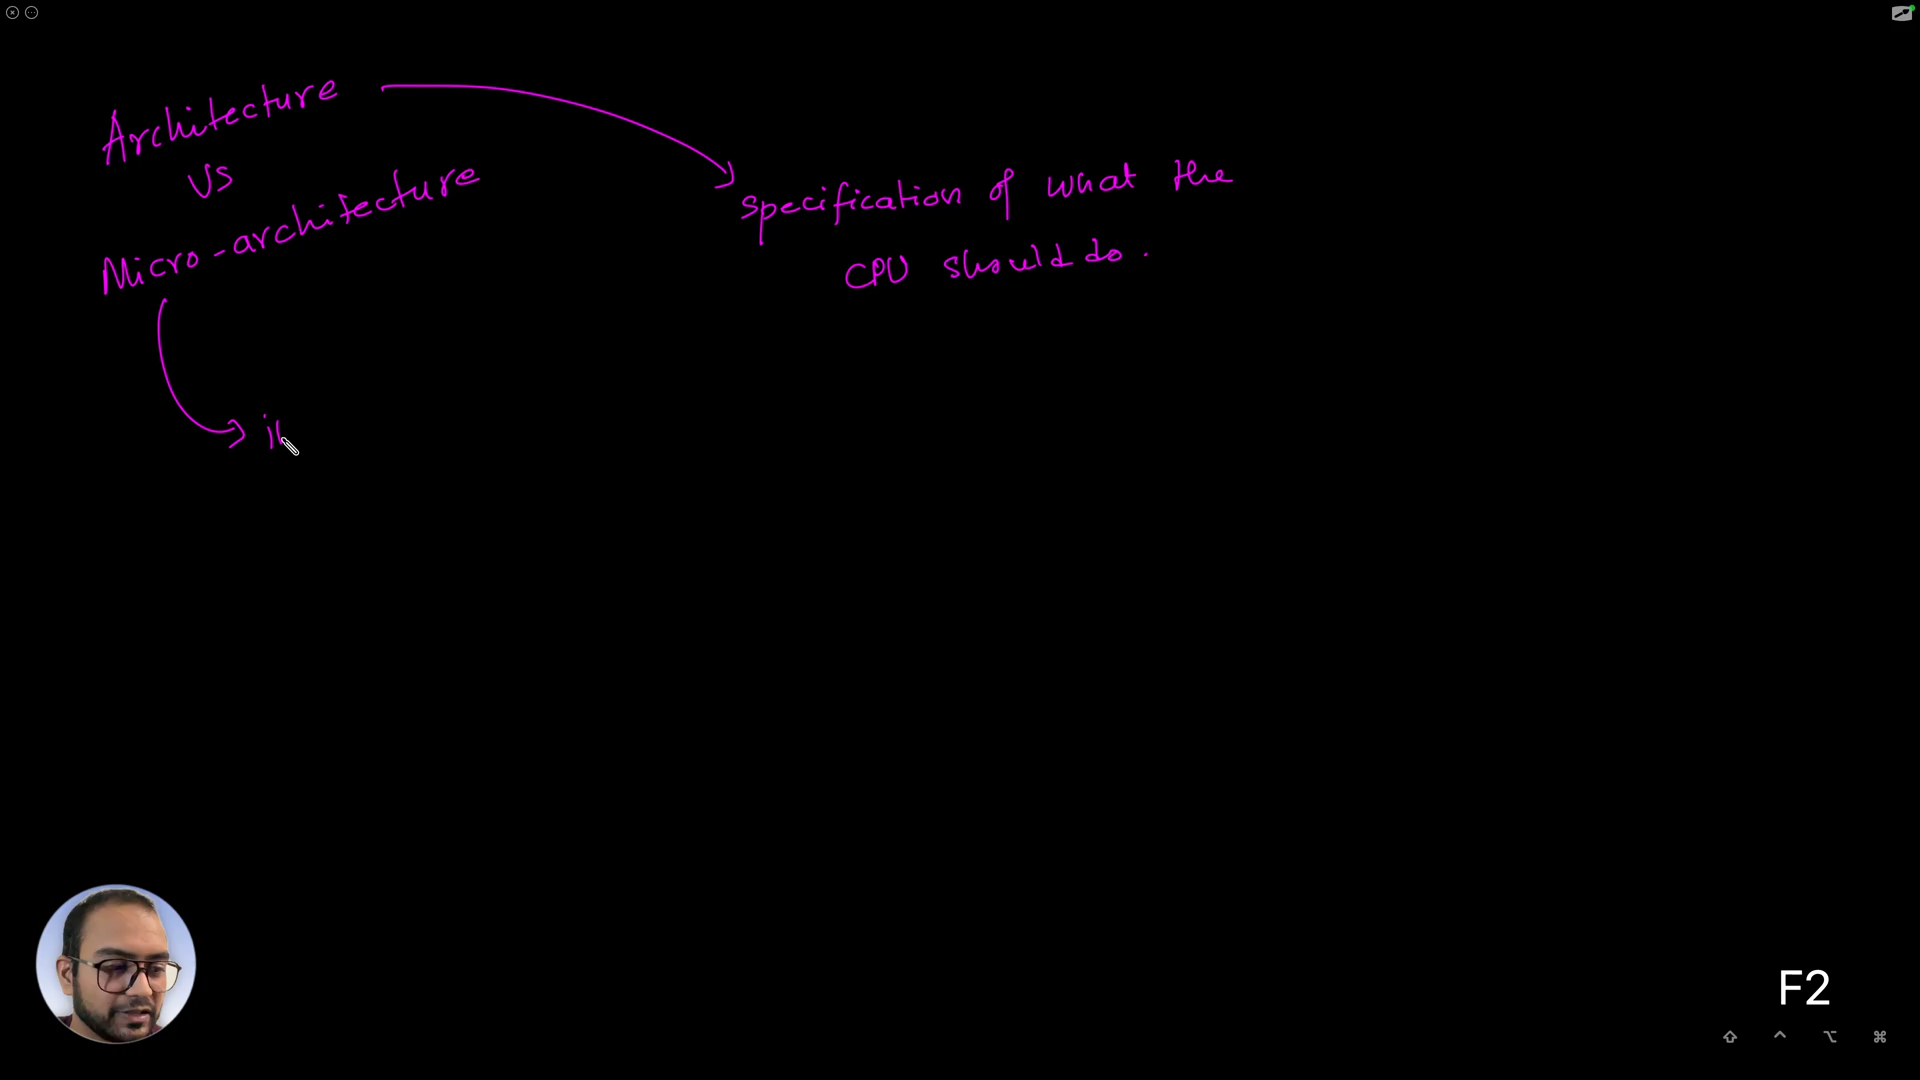 Architecture
vs
Micro-architecture
specification of what the
CPU should do.
F2